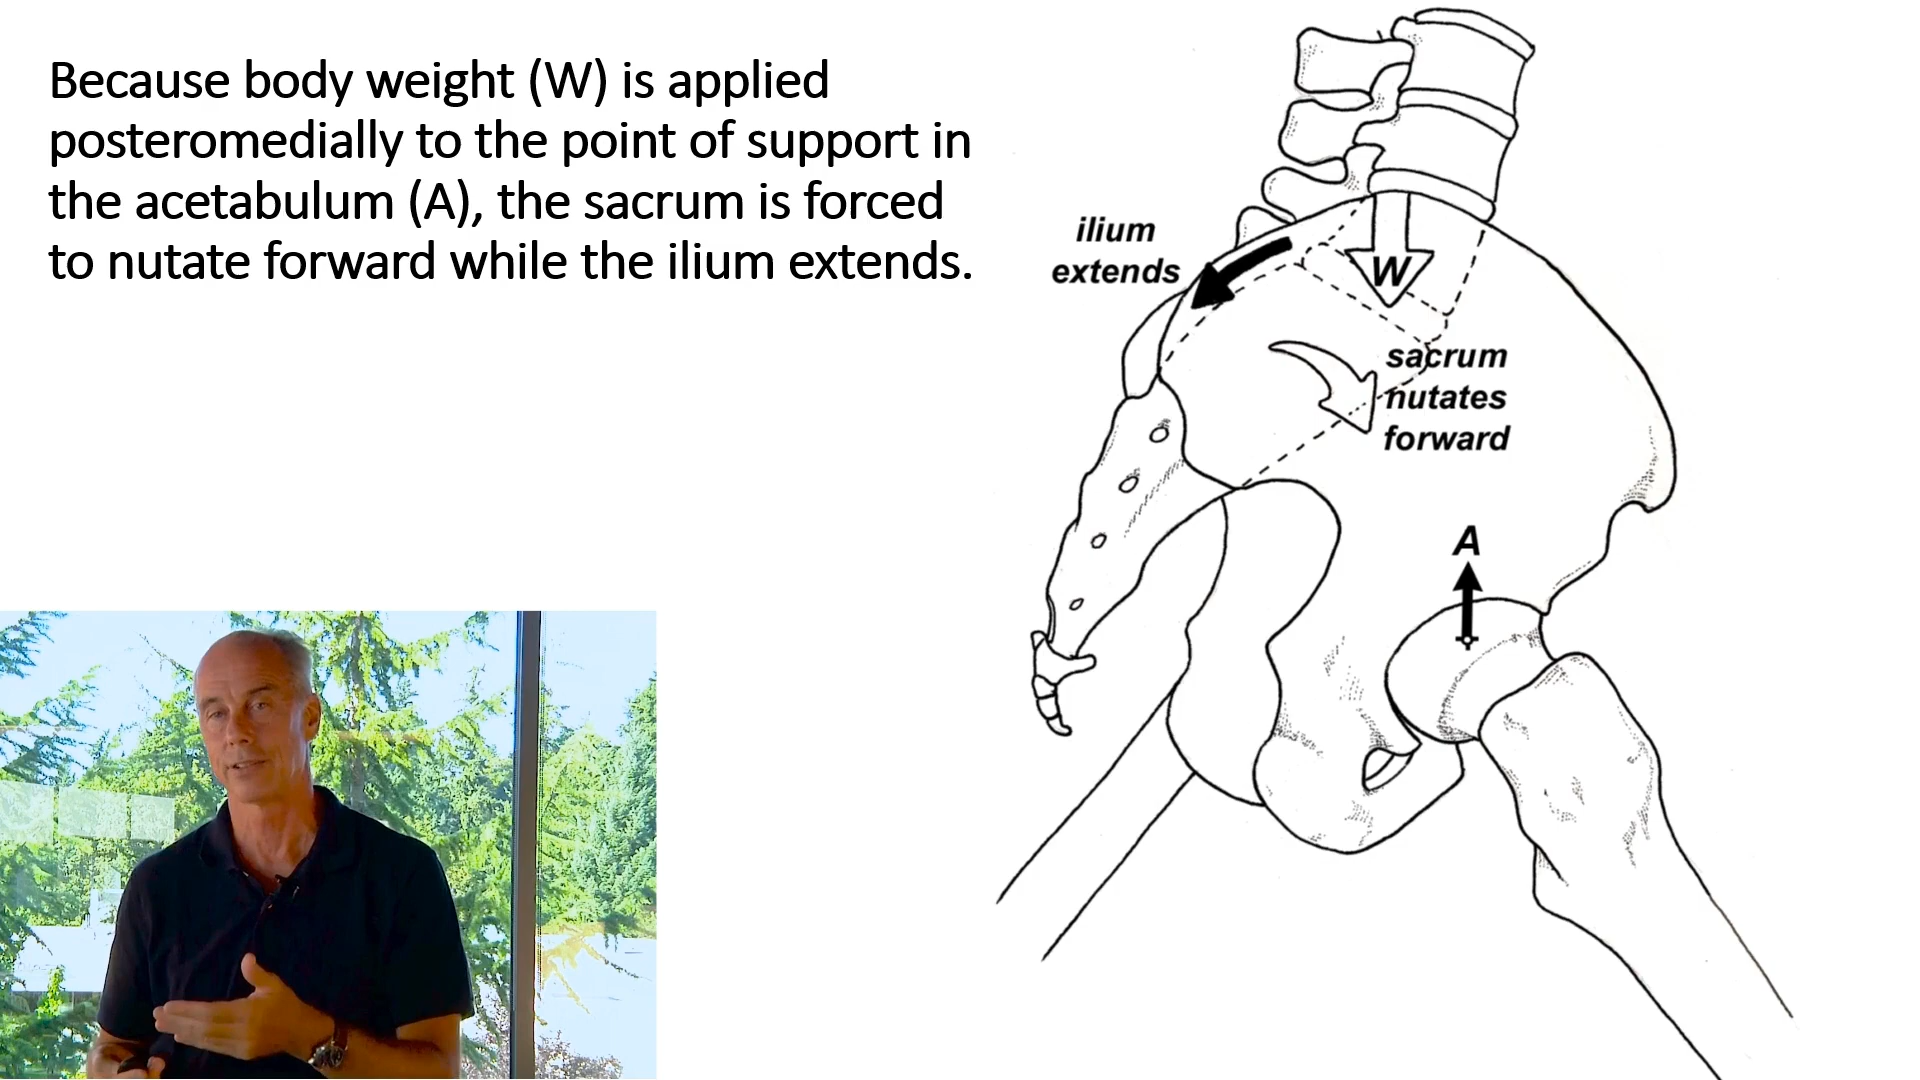 Because body weight (W) is applied
posteromedially to the point of support in
the acetabulum (A), the sacrum is forced
to nutate forward while the ilium extends.
ilium
extends
W
sacrum
nutates
forward
A